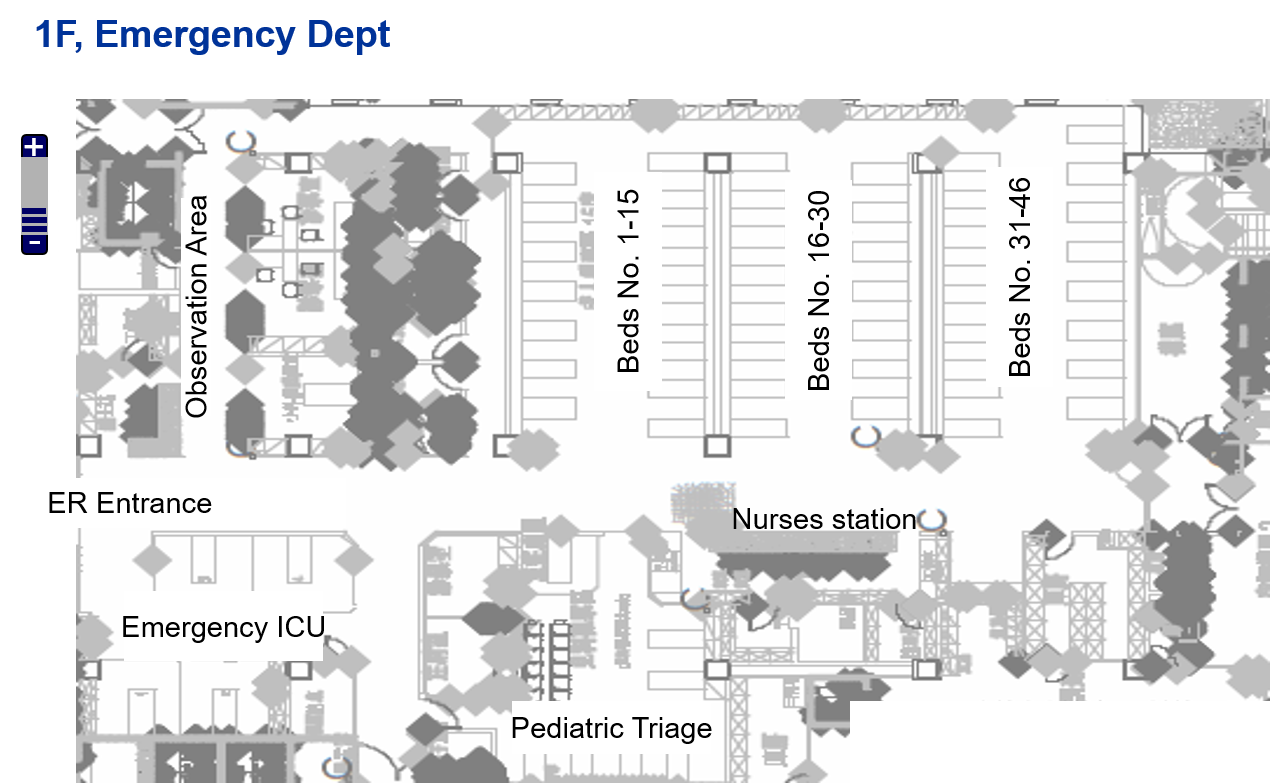 1F, Emergency Dept
+
-
Observation Area
Beds No. 1-15
Beds No. 16-30
Beds No. 31-46
ER Entrance
Nurses station
Emergency ICU
Pediatric Triage